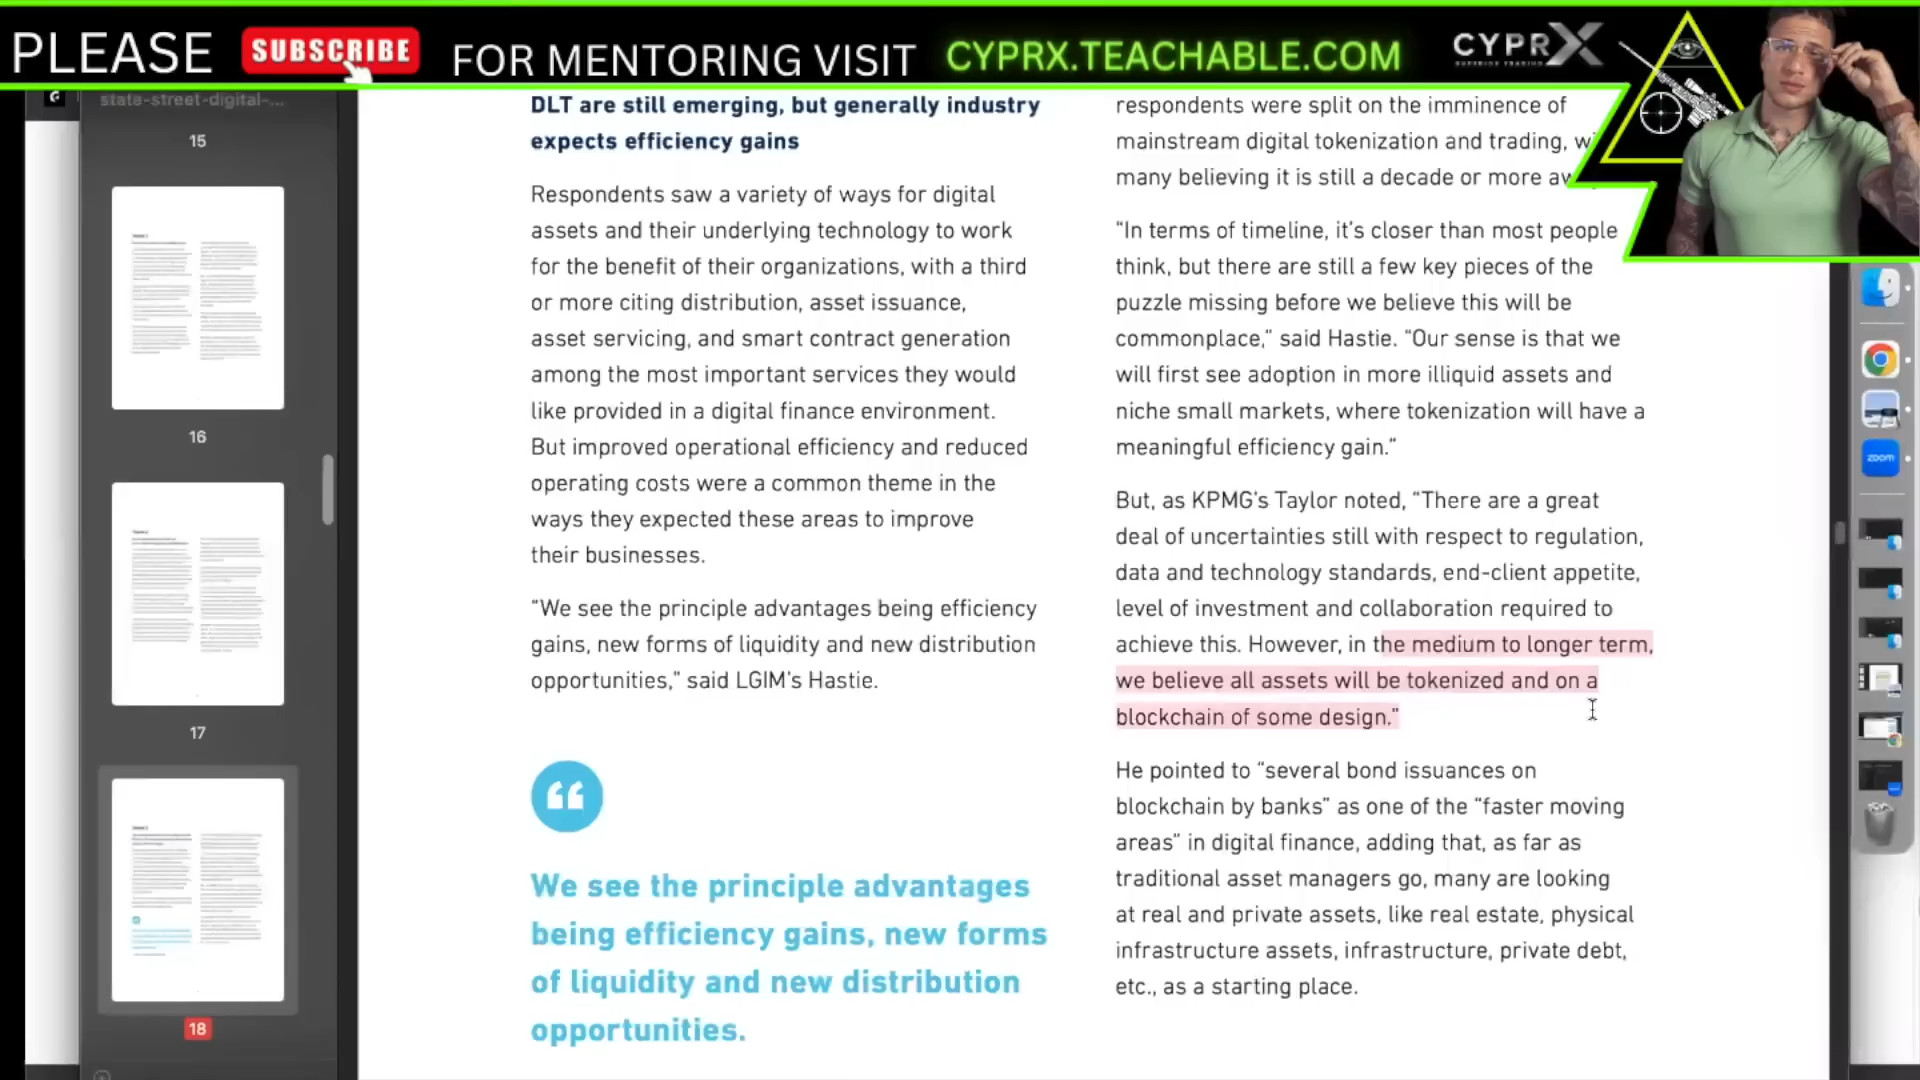 PLEASE
SUBSCRIBE
FOR MENTORING VISIT
CYPRX.TEACHABLE.COM
CYPRX
state-street-digital-...
15
16
17
18
DLT are still emerging, but generally industry
expects efficiency gains
Respondents saw a variety of ways for digital
assets and their underlying technology to work
for the benefit of their organizations, with a third
or more citing distribution, asset issuance,
asset servicing, and smart contract generation
among the most important services they would
like provided in a digital finance environment.
But improved operational efficiency and reduced
operating costs were a common theme in the
ways they expected these areas to improve
their businesses.
“We see the principle advantages being efficiency
gains, new forms of liquidity and new distribution
opportunities,” said LGIM’s Hastie.
“
We see the principle advantages
being efficiency gains, new forms
of liquidity and new distribution
opportunities.
respondents were split on the imminence of
mainstream digital tokenization and trading,
many believing it is still a decade or more
“In terms of timeline, it’s closer than most people
think, but there are still a few key pieces of the
puzzle missing before we believe this will be
commonplace,” said Hastie. “Our sense is that we
will first see adoption in more illiquid assets and
niche small markets, where tokenization will have a
meaningful efficiency gain.”
But, as KPMG’s Taylor noted, “There are a great
deal of uncertainties still with respect to regulation,
data and technology standards, end-client appetite,
level of investment and collaboration required to
achieve this. However, in the medium to longer term,
we believe all assets will be tokenized and on a
blockchain of some design.”
He pointed to “several bond issuances on
blockchain by banks” as one of the “faster moving
areas” in digital finance, adding that, as far as
traditional asset managers go, many are looking
at real and private assets, like real estate, physical
infrastructure assets, infrastructure, private debt,
etc., as a starting place.
zoom